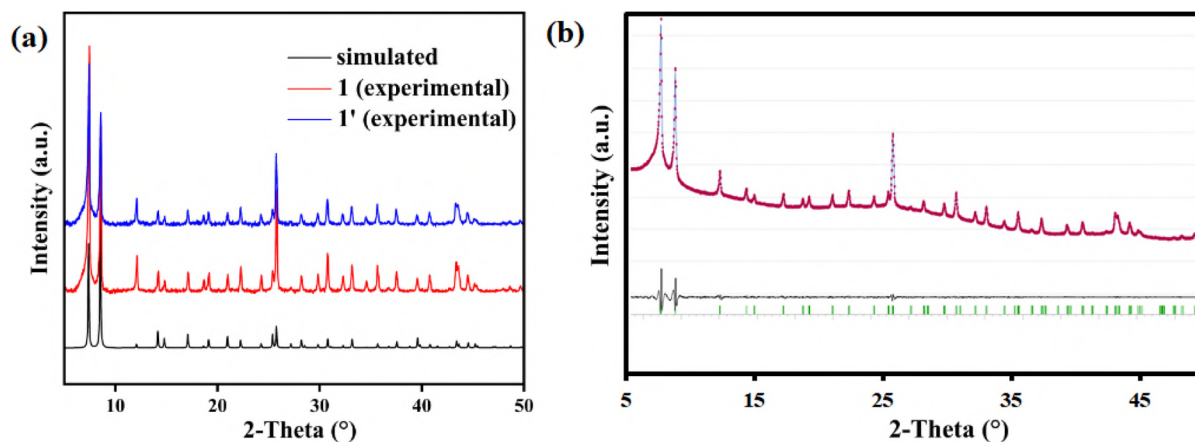 (a)
simulated
1 (experimental)
1' (experimental)
Intensity (a.u.)
10 20 30 40 50
2-Theta (°)
(b)
Intensity (a.u.)
5 15 25 35 45
2-Theta (°)